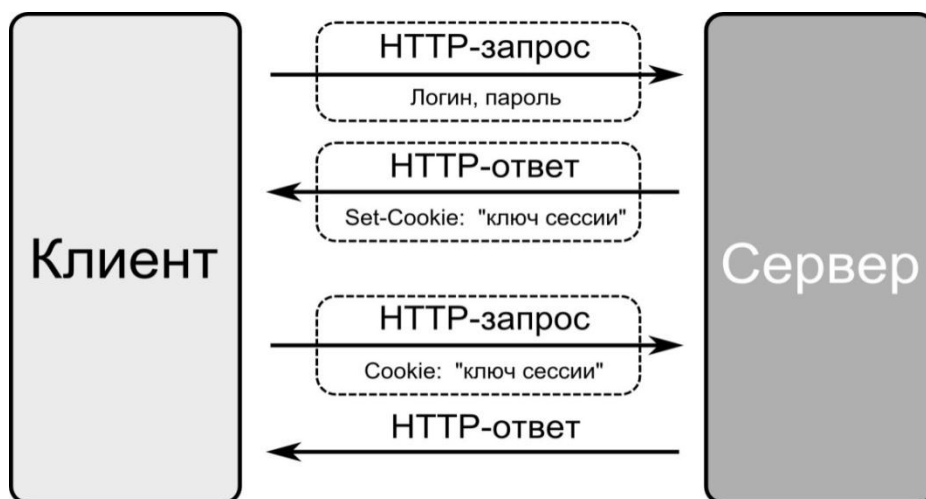 HTTP-запрос
Логин, пароль
HTTP-ответ
Set-Cookie: "ключ сессии"
Клиент
Сервер
HTTP-запрос
Cookie: "ключ сессии"
HTTP-ответ